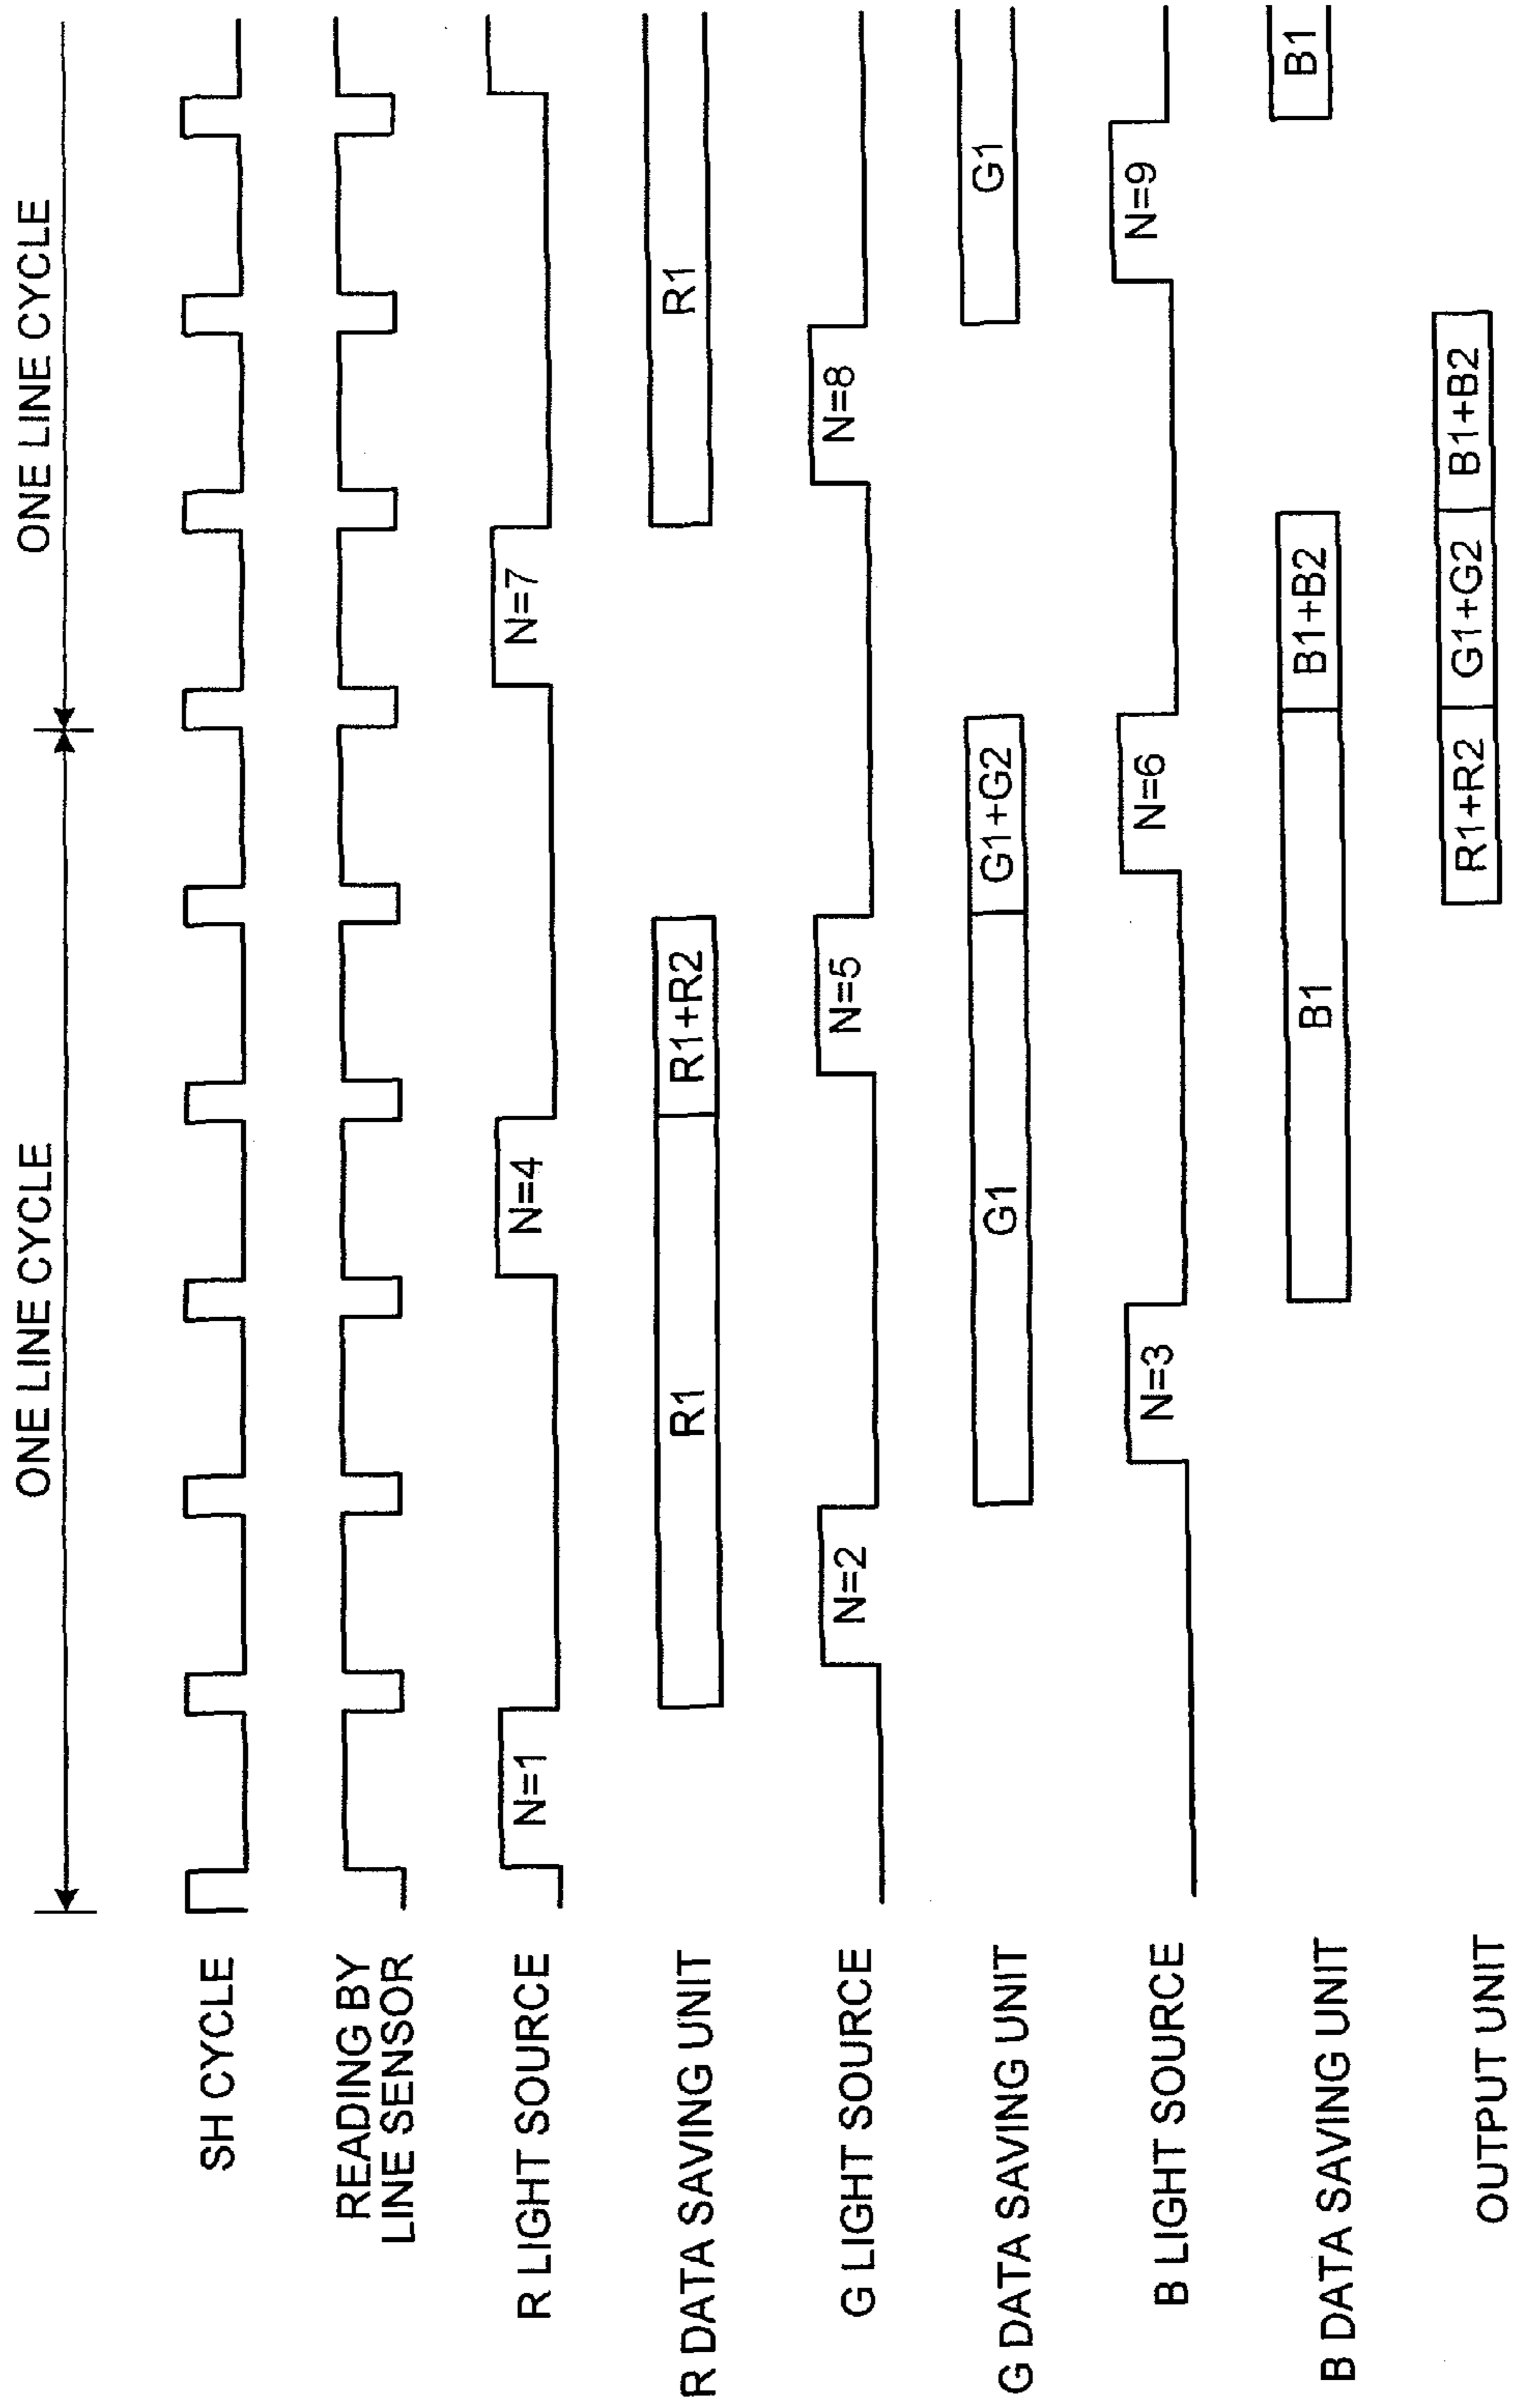 ONE LINE CYCLE
ONE LINE CYCLE
SH CYCLE
READING BY
LINE SENSOR
R LIGHT SOURCE
N=1
N=4
N=7
R DATA SAVING UNIT
R1
R1+R2
R1
G LIGHT SOURCE
N=2
N=5
N=8
G DATA SAVING UNIT
G1
G1+G2
G1
B LIGHT SOURCE
N=3
N=6
N=9
B DATA SAVING UNIT
B1
B1+B2
B1
OUTPUT UNIT
R1+R2
G1+G2
B1+B2